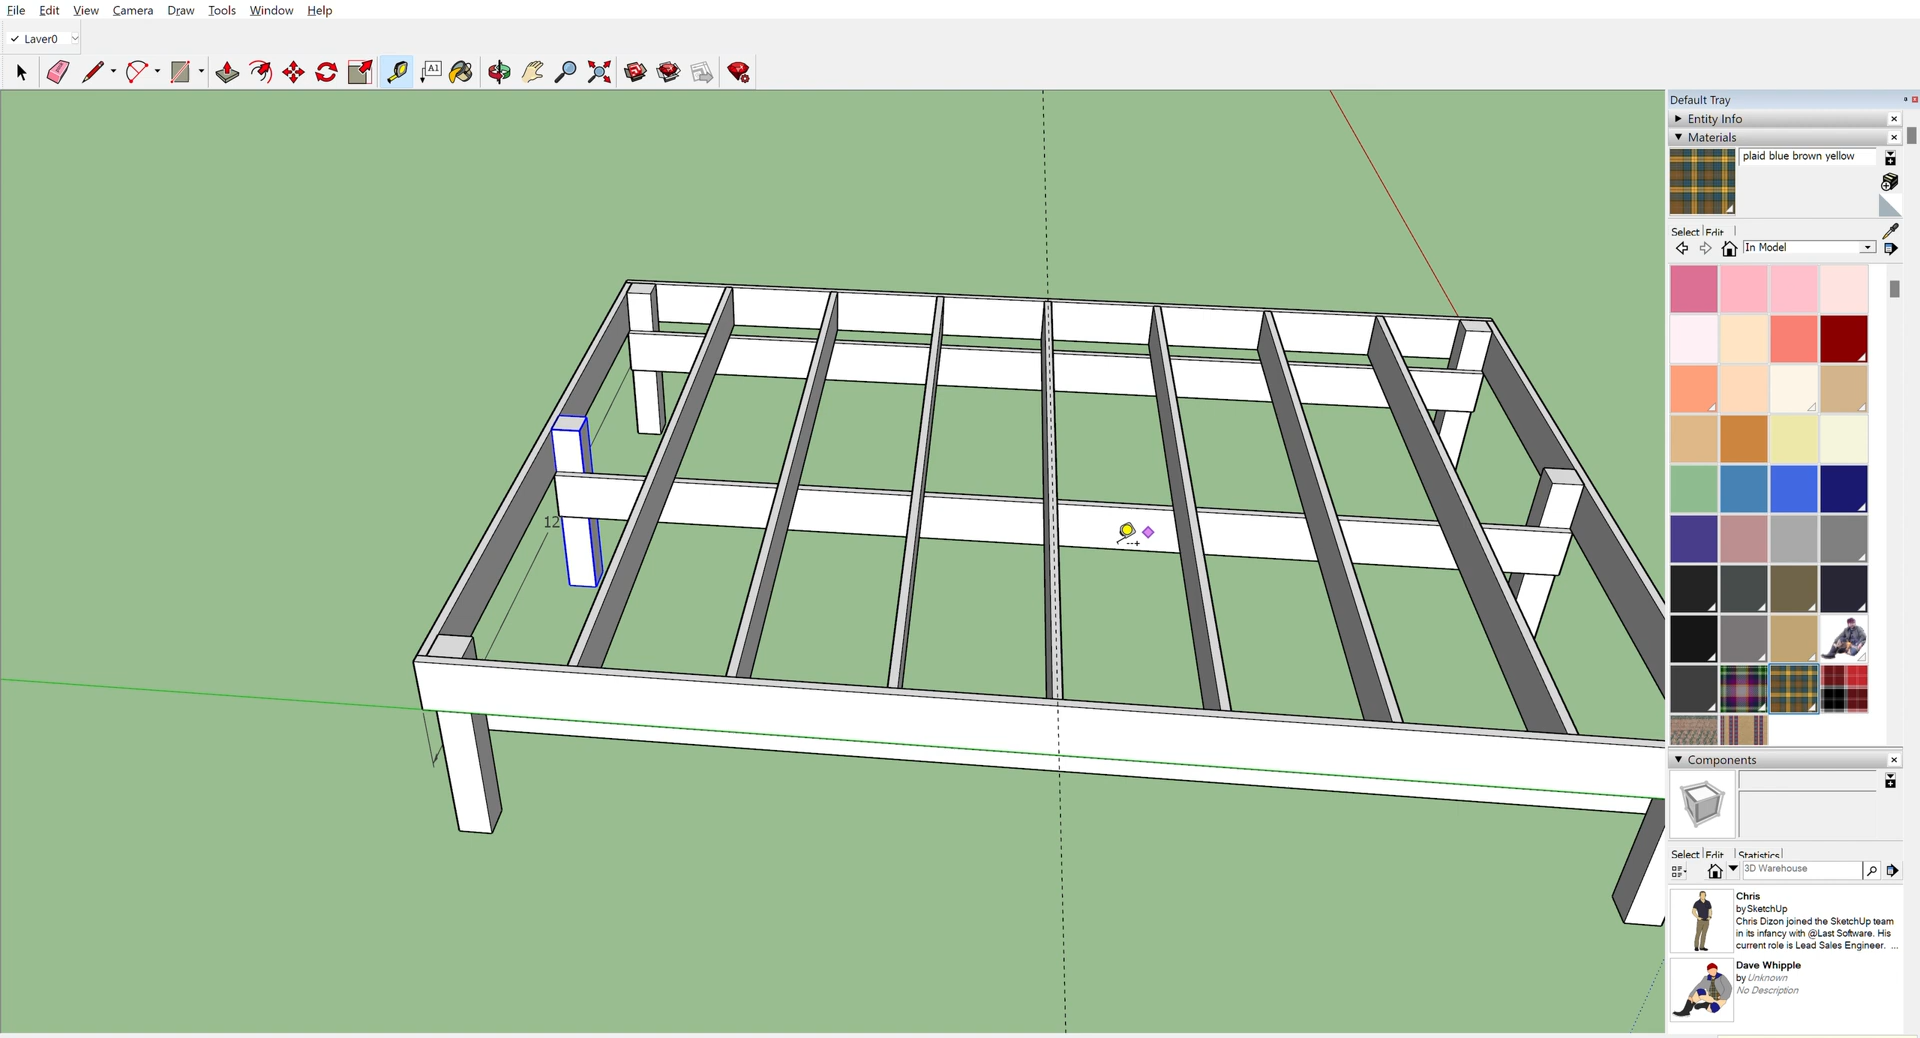 File Edit View Camera Draw Tools Window Help
Layer0
A1
Default Tray
Entity Info
Materials
plaid blue brown yellow
Select Edit
In Model
12
Components
Select Edit Statistics
3D Warehouse
Chris
by SketchUp
Chris Dizon joined the SketchUp team
in its infancy with @Last Software. His
current role is Lead Sales Engineer. ...
Dave Whipple
by Unknown
No Description